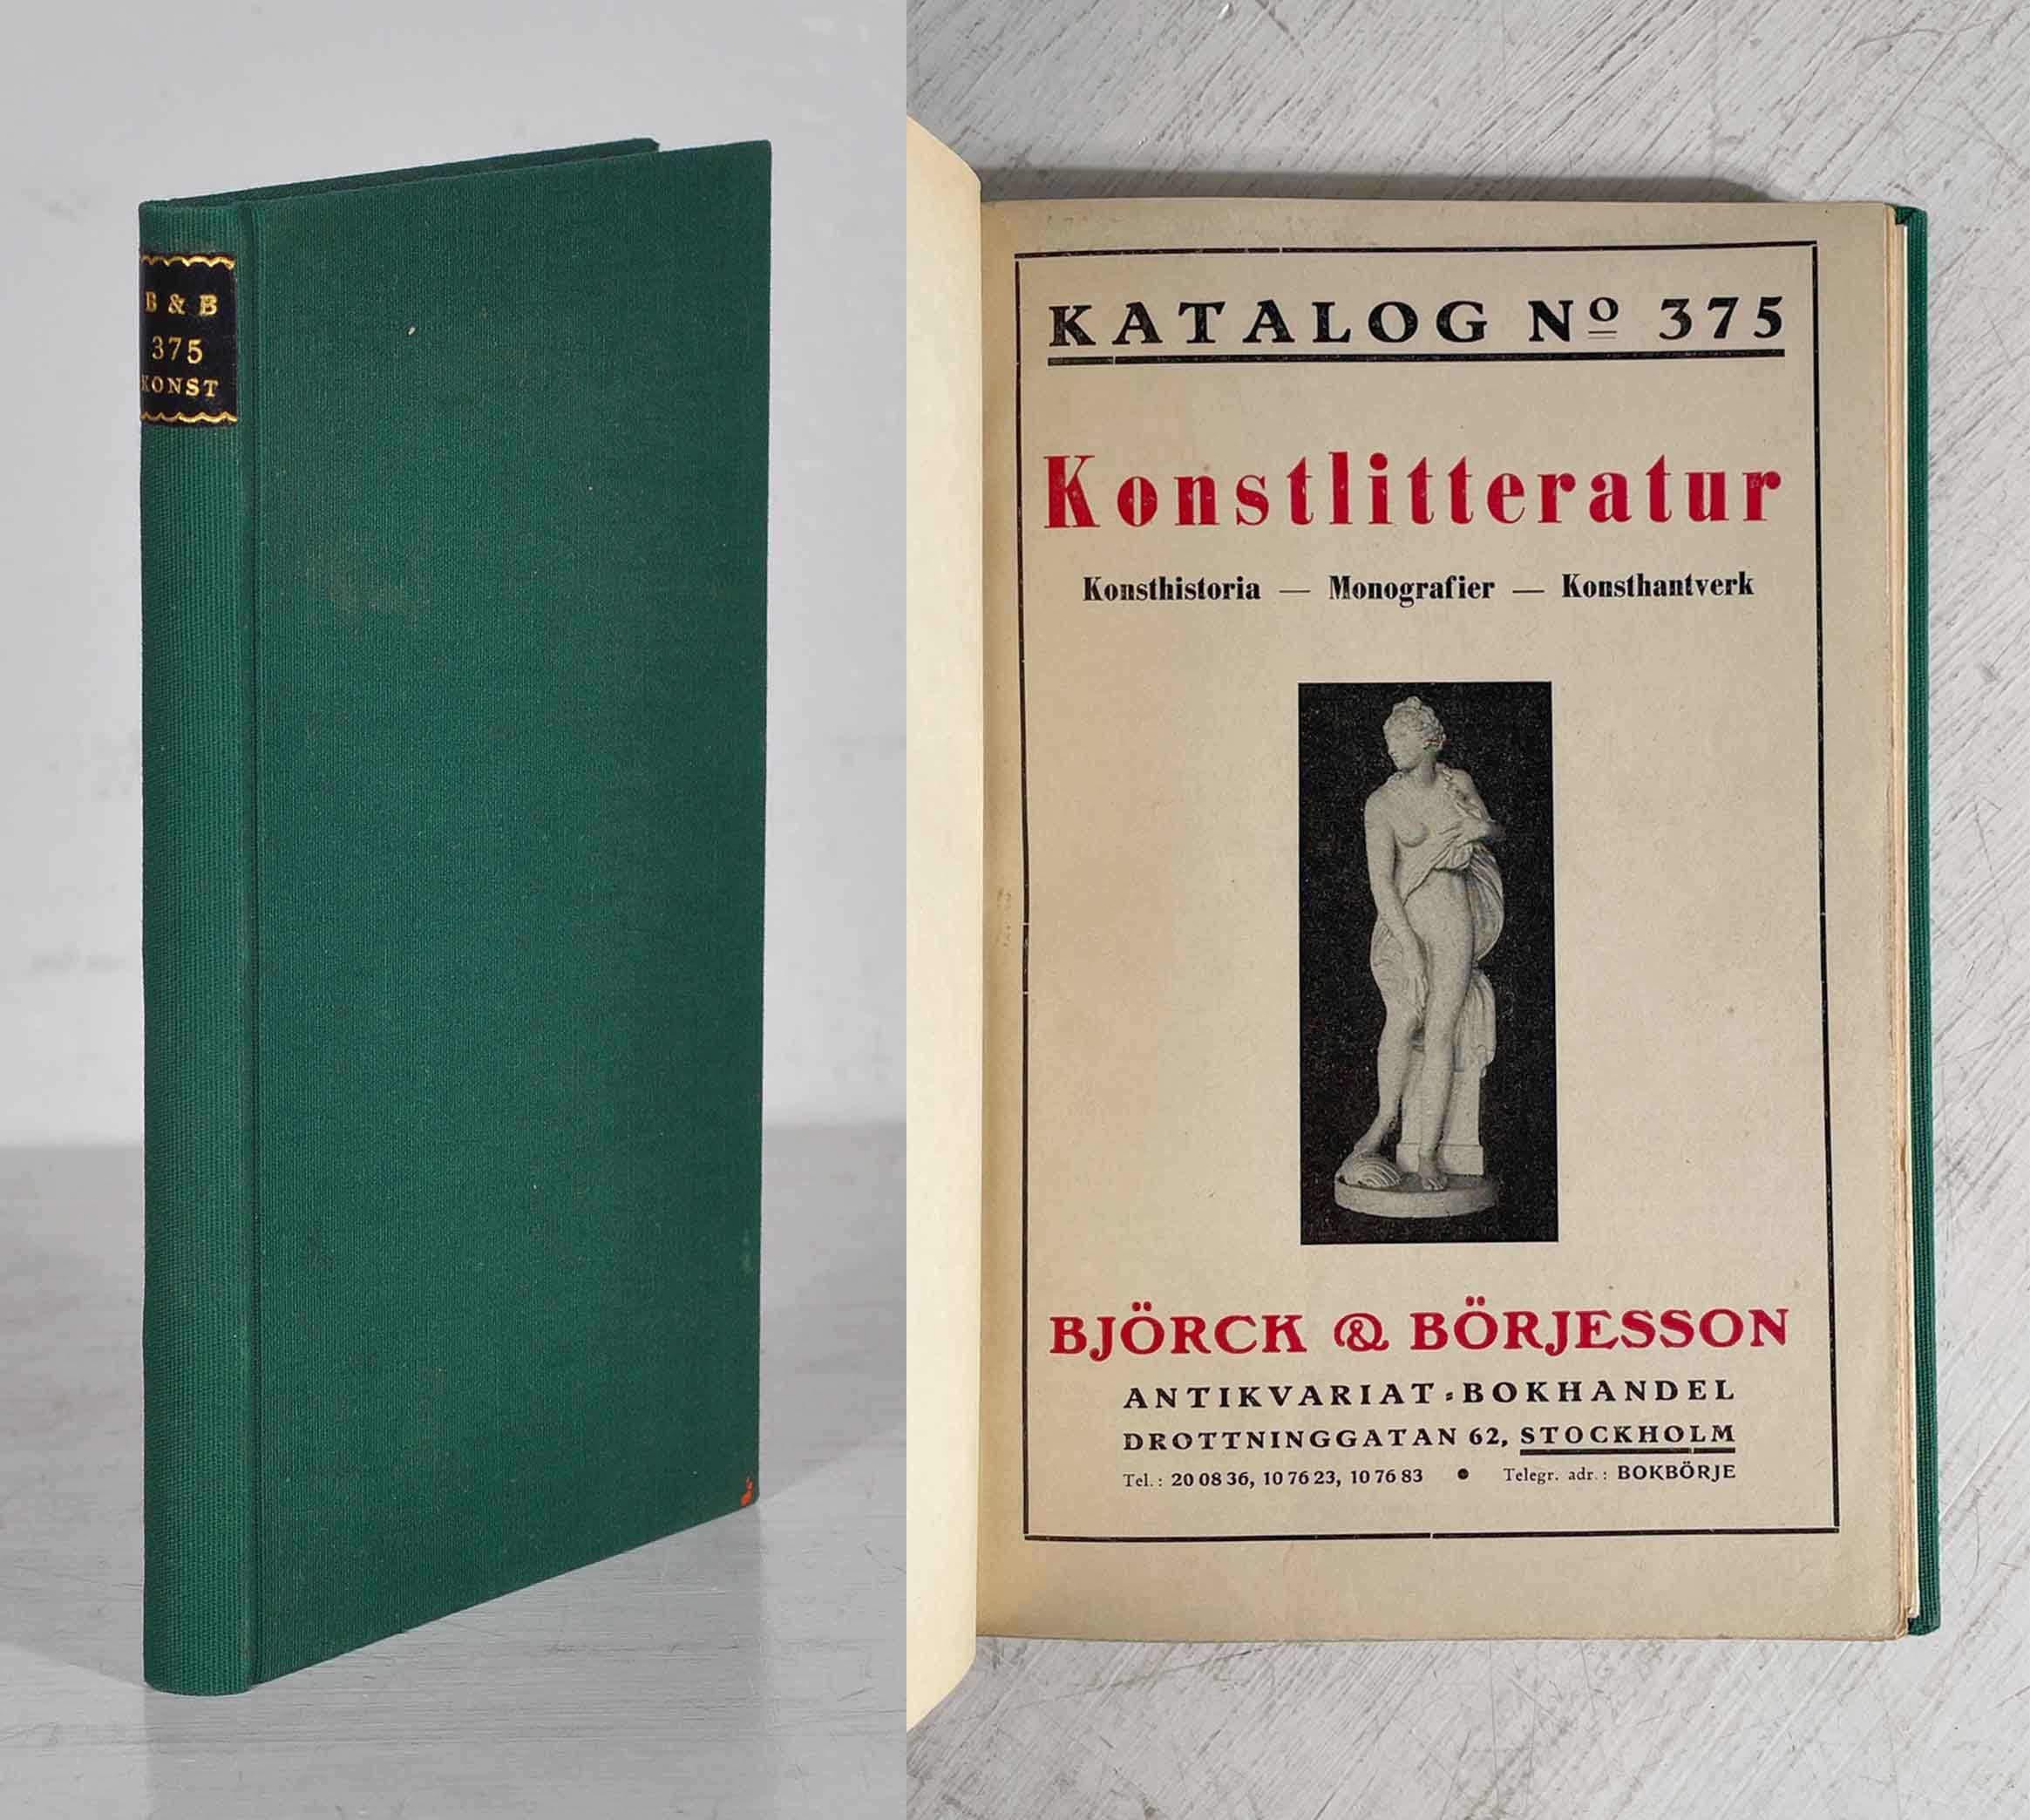 B & B
375
KONST
KATALOG Nº 375
Konstlitteratur
Konsthistoria — Monografier — Konsthantverk
BJÖRCK & BÖRJESSON
ANTIKVARIAT-BOKHANDEL
DROTTNINGGATAN 62, STOCKHOLM
Tel.: 20 08 36, 10 76 23, 10 76 83 • Telegr. adr.: BOKBÖRJE